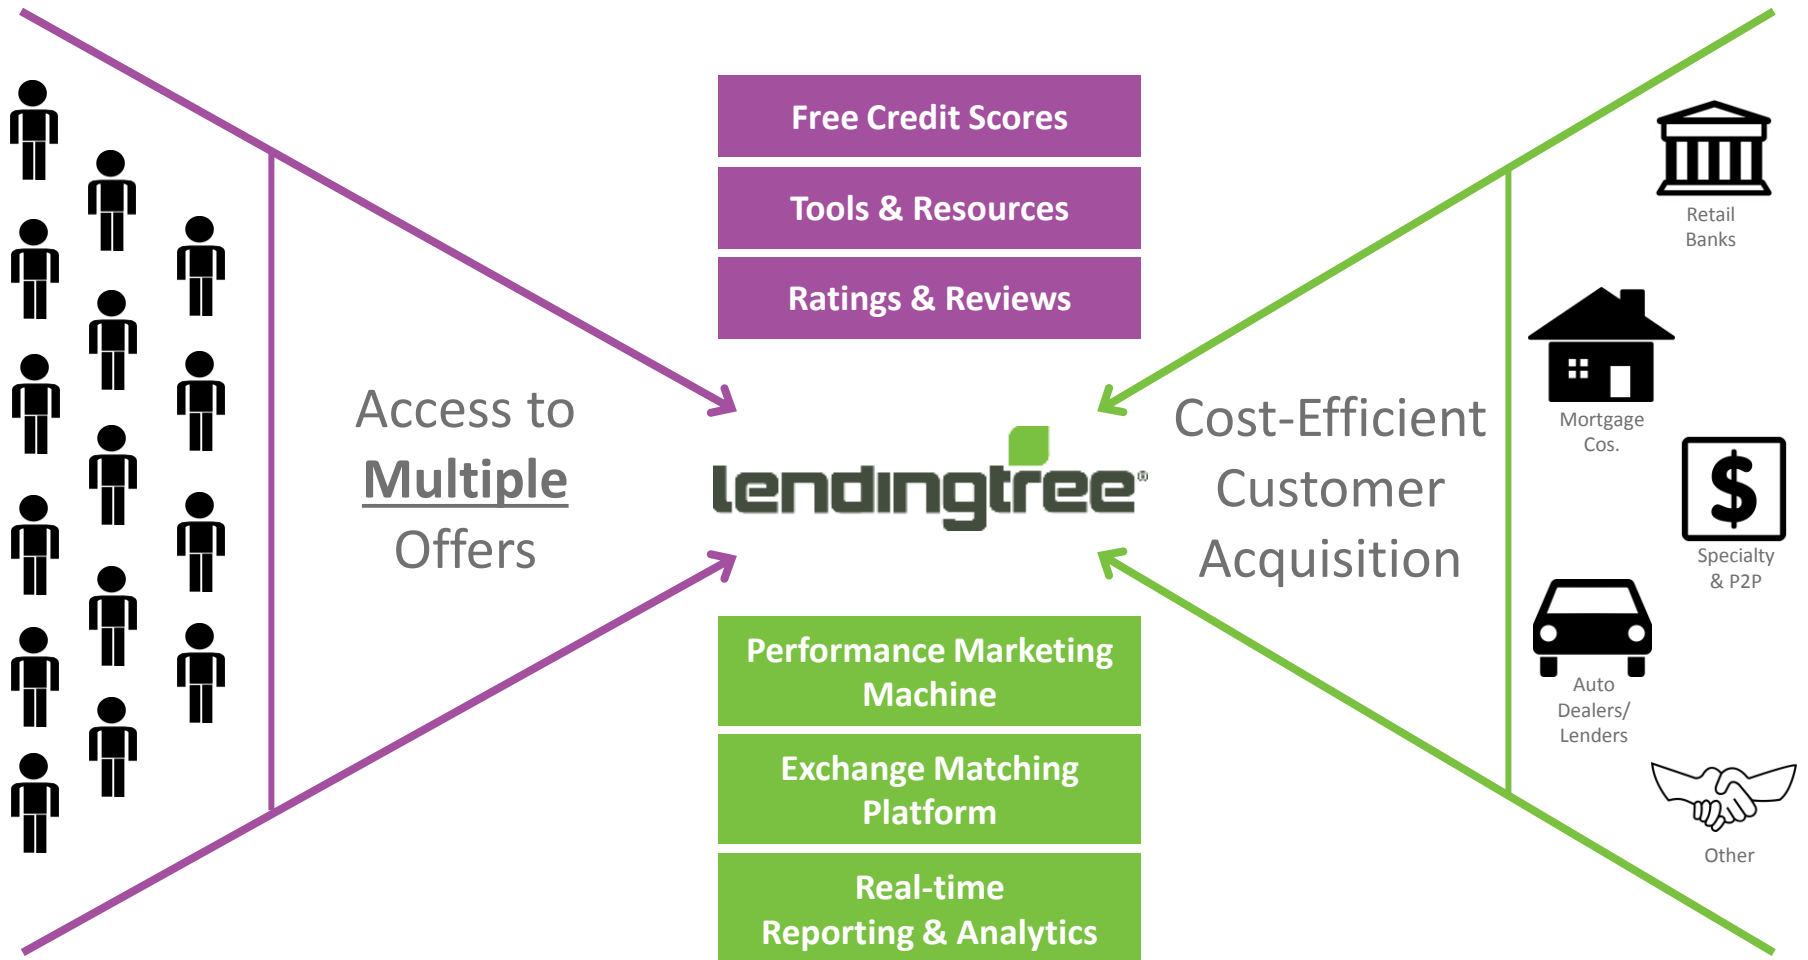 Free Credit Scores
Tools & Resources
Ratings & Reviews
Access to
Multiple
Offers
lendingtree®
Cost-Efficient
Customer
Acquisition
Performance Marketing
Machine
Exchange Matching
Platform
Real-time
Reporting & Analytics
Retail
Banks
Mortgage
Cos.
$
Specialty
& P2P
Auto
Dealers/
Lenders
Other